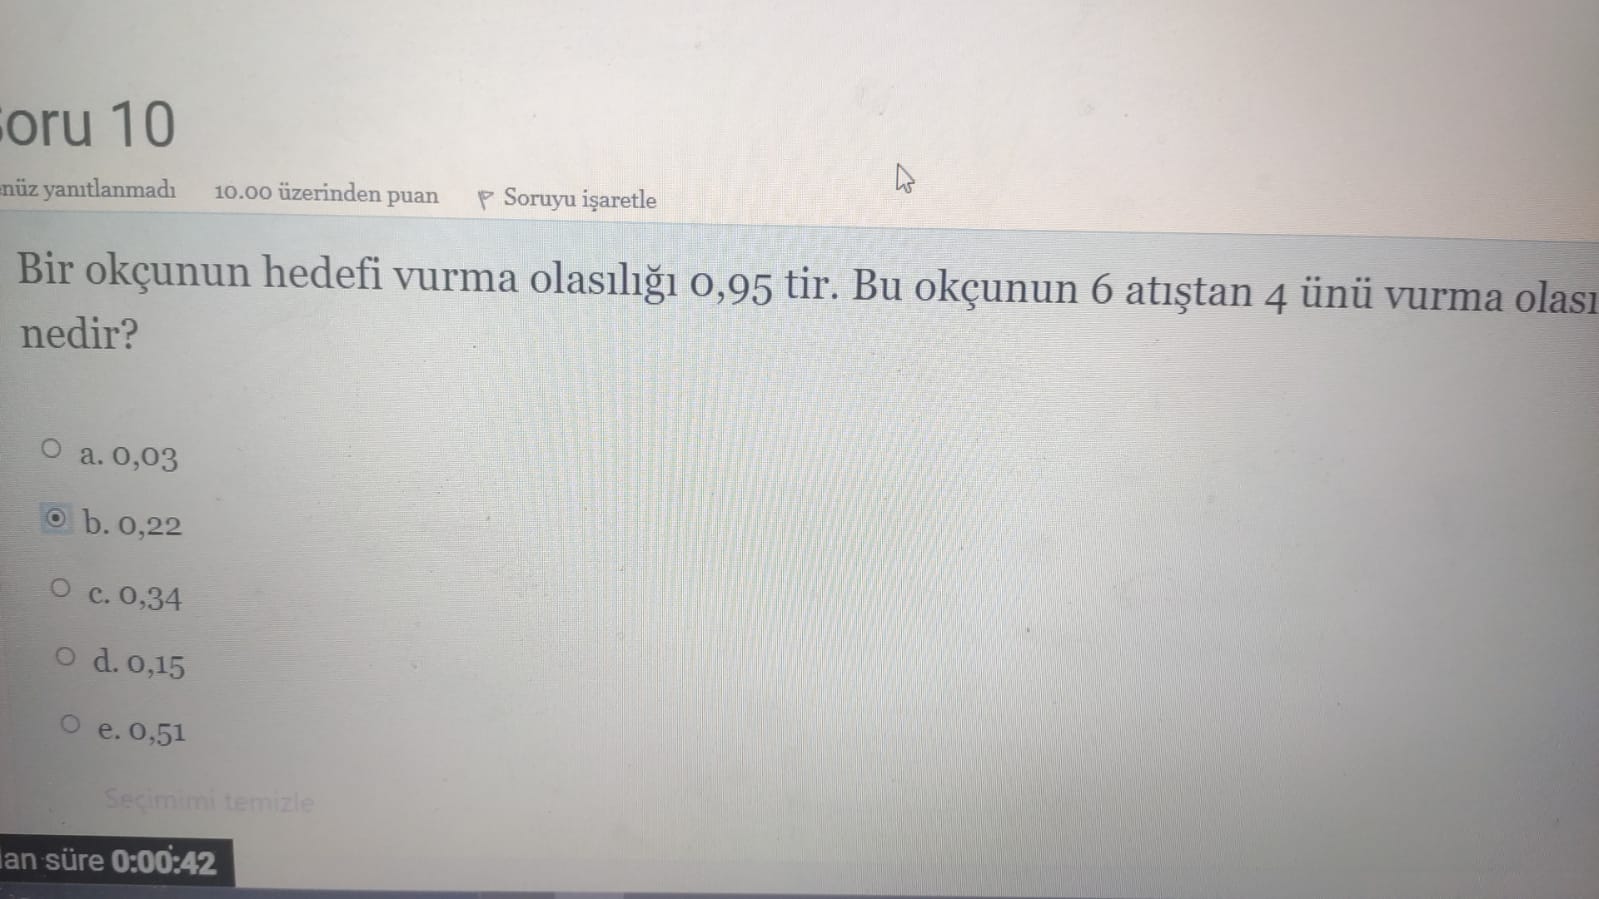 oru 10
nüz yanıtlanmadı 10.00 üzerinden puan Soruyu işaretle
Bir okçunun hedefi vurma olasılığı 0,95 tir. Bu okçunun 6 atıştan 4 ünü vurma olası
nedir?
a. 0,03
b. 0,22
c. 0,34
d. 0,15
e. 0,51
Seçimimi temizle
lan süre 0:00:42